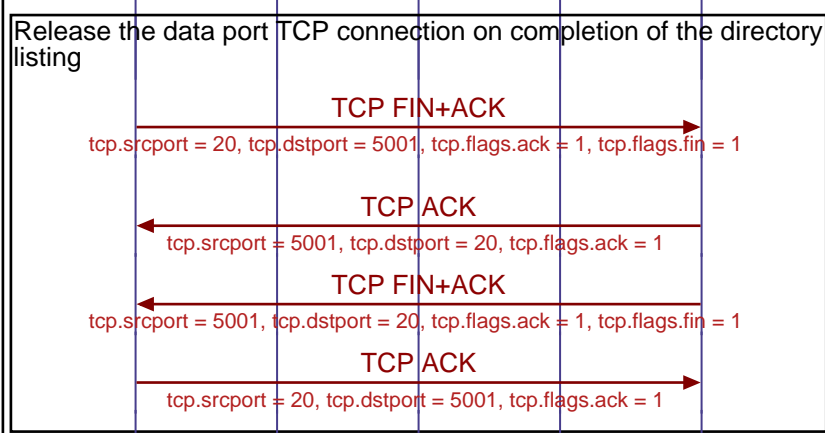 Release the data port TCP connection on completion of the directory
listing
TCP FIN+ACK
tcp.srcport = 20, tcp.dstport = 5001, tcp.flags.ack = 1, tcp.flags.fin = 1
TCP ACK
tcp.srcport = 5001, tcp.dstport = 20, tcp.flags.ack = 1
TCP FIN+ACK
tcp.srcport = 5001, tcp.dstport = 20, tcp.flags.ack = 1, tcp.flags.fin = 1
TCP ACK
tcp.srcport = 20, tcp.dstport = 5001, tcp.flags.ack = 1